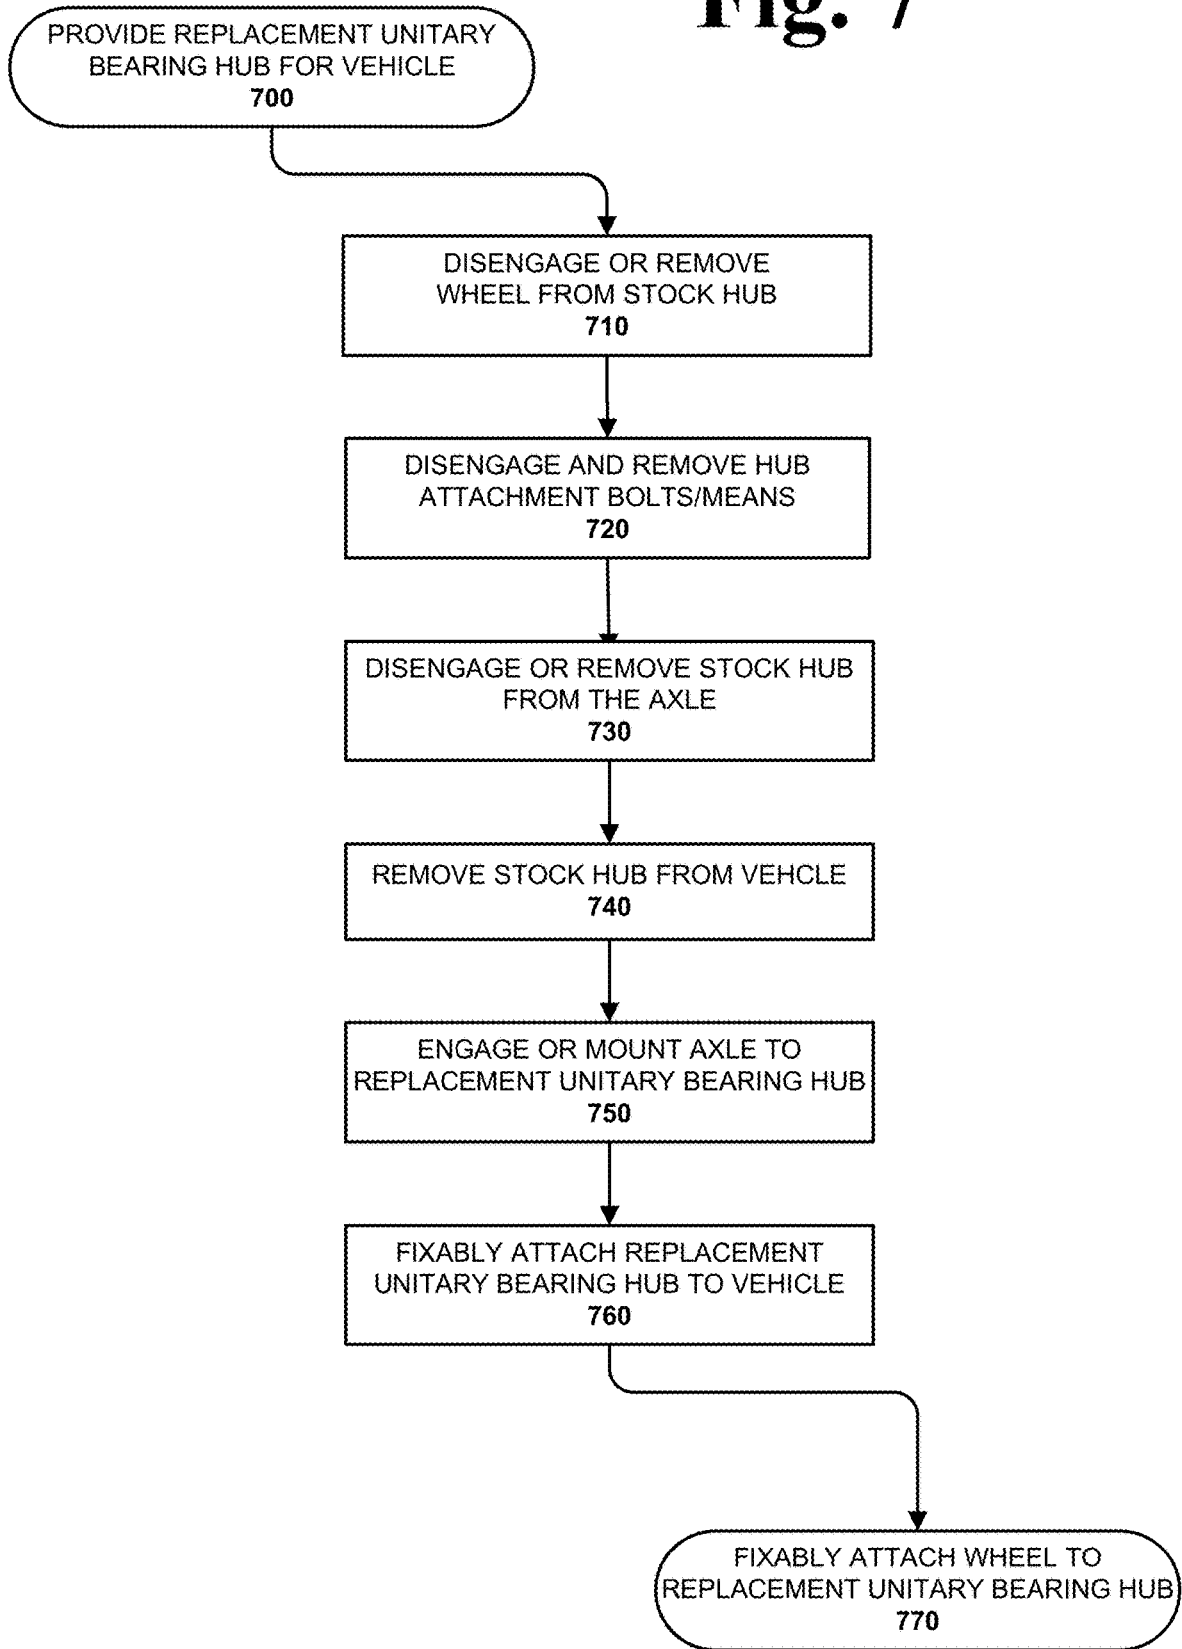 Fig. 7
PROVIDE REPLACEMENT UNITARY
BEARING HUB FOR VEHICLE
700
DISENGAGE OR REMOVE
WHEEL FROM STOCK HUB
710
DISENGAGE AND REMOVE HUB
ATTACHMENT BOLTS/MEANS
720
DISENGAGE OR REMOVE STOCK HUB
FROM THE AXLE
730
REMOVE STOCK HUB FROM VEHCLE
740
ENGAGE OR MOUNT AXLE TO
REPLACEMENT UNITARY BEARING HUB
750
FIXABLY ATTACH REPLACEMENT
UNITARY BEARING HUB TO VEHICLE
760
FIXABLY ATTACH WHEEL TO
REPLACEMENT UNITARY BEARING HUB
770